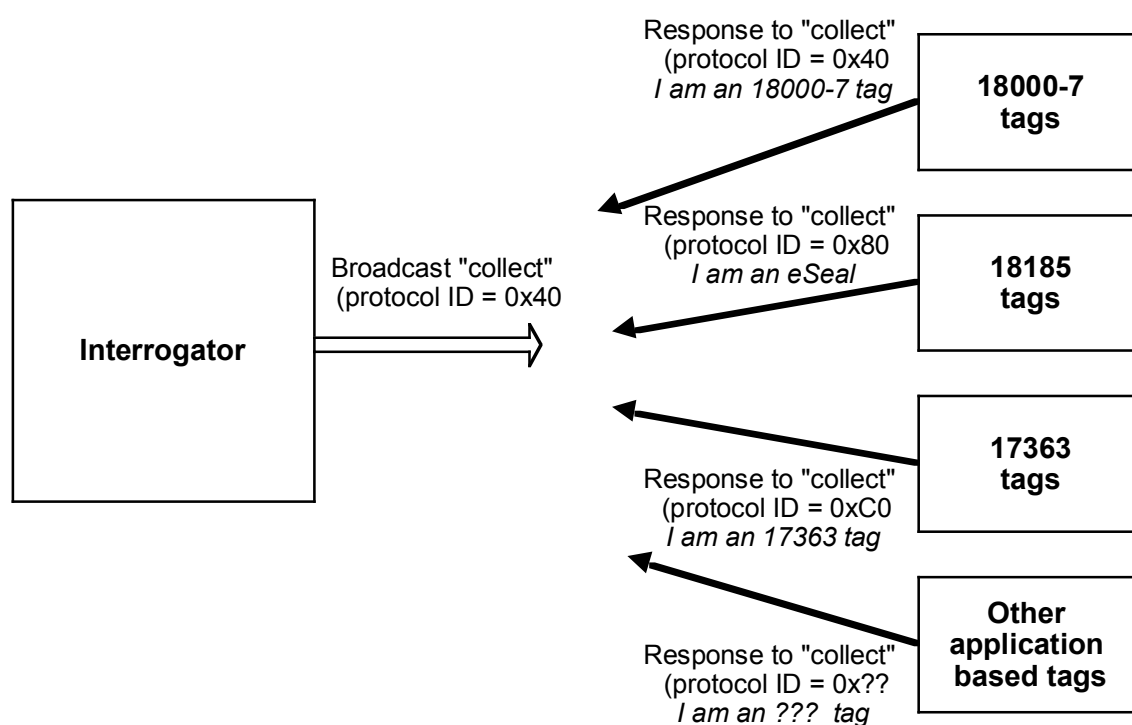 Response to "collect"
(protocol ID = 0x40
I am an 18000-7 tag
18000-7
tags
Response to "collect"
(protocol ID = 0x80
I am an eSeal
18185
tags
Broadcast "collect"
(protocol ID = 0x40
Interrogator
17363
tags
Response to "collect"
(protocol ID = 0xC0
I am an 17363 tag
Other
application
based tags
Response to "collect"
(protocol ID = 0x??
I am an ??? tag